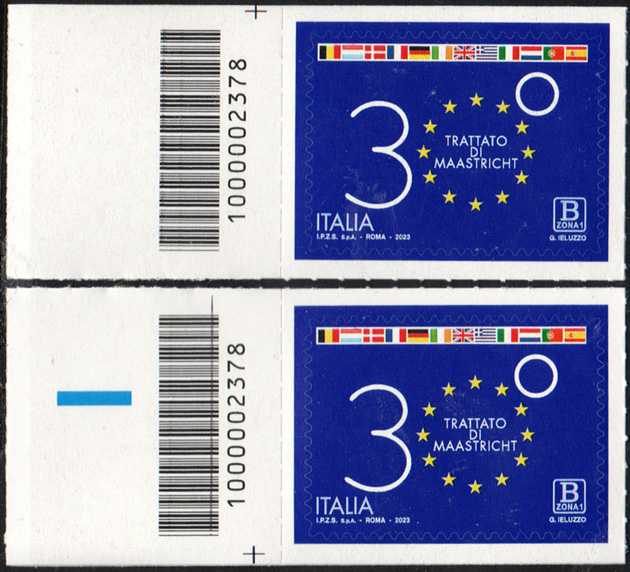 1000002378
3
TRATTATO
DI
MAASTRICHT
ITALIA
I.P.Z.S. S.p.A. - ROMA - 2023
B
ZONA 1
G. IELUZZO
1000002378
3
TRATTATO
DI
MAASTRICHT
ITALIA
I.P.Z.S. S.p.A. - ROMA - 2023
B
ZONA 1
G. IELUZZO